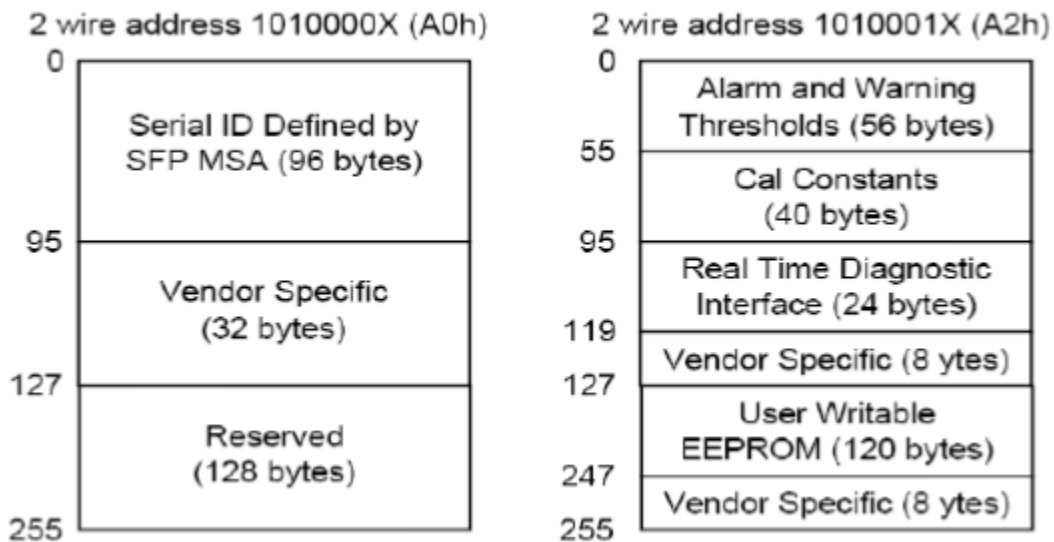 2 wire address 1010000X (A0h)
0
Serial ID Defined by
SFP MSA (96 bytes)
95
Vendor Specific
(32 bytes)
127
Reserved
(128 bytes)
255
2 wire address 1010001X (A2h)
0
Alarm and Warning
Thresholds (56 bytes)
55
Cal Constants
(40 bytes)
95
Real Time Diagnostic
Interface (24 bytes)
119
Vendor Specific (8 ytes)
127
User Writable
EEPROM (120 bytes)
247
Vendor Specific (8 ytes)
255